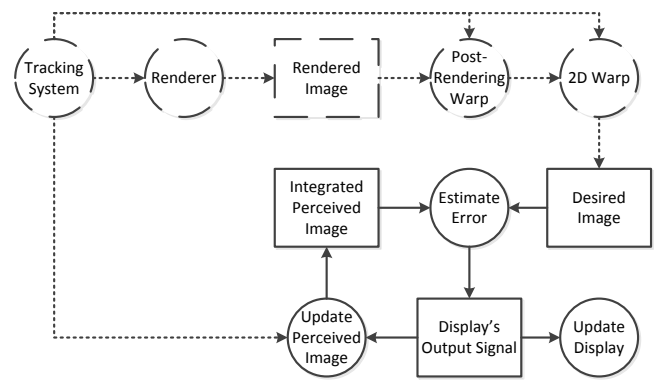 Tracking
System
Renderer
Rendered
Image
Post-
Rendering
Warp
2D Warp
Integrated
Perceived
Image
Estimate
Error
Desired
Image
Update
Perceived
Image
Display's
Output Signal
Update
Display